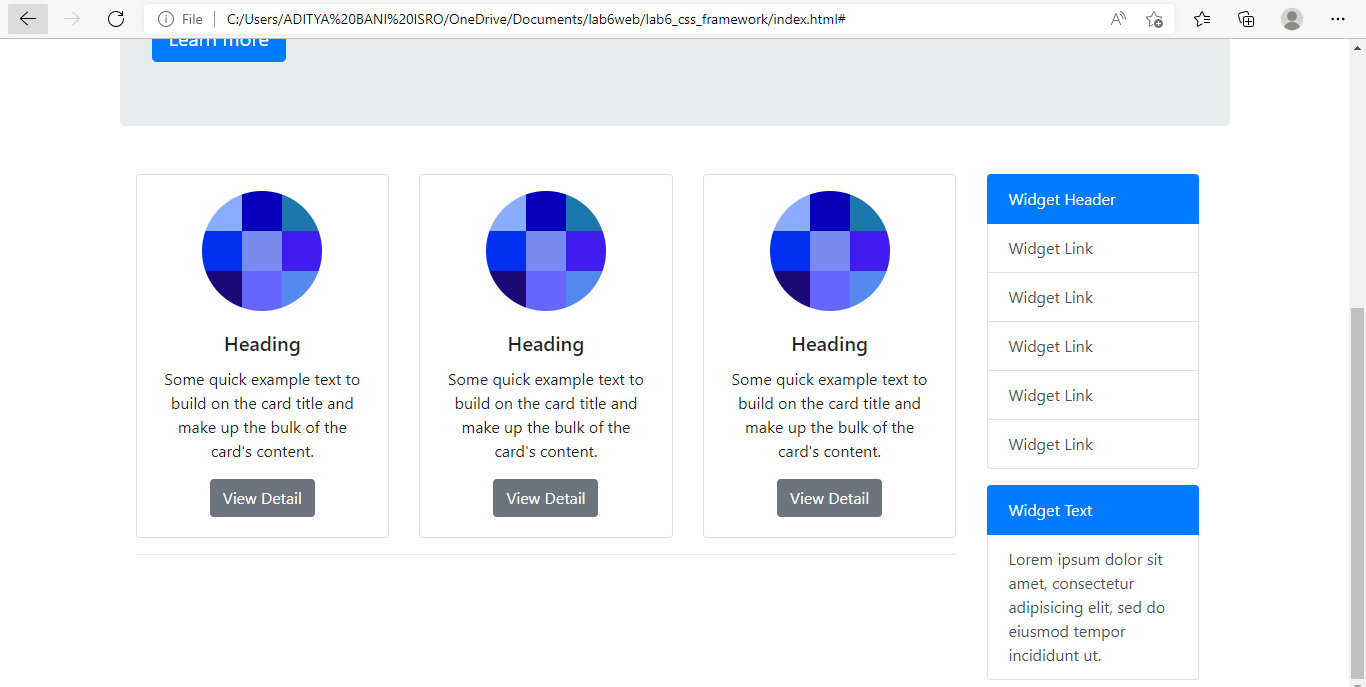 File
C:/Users/ADITYA%20BANI%20ISRO/OneDrive/Documents/lab6web/lab6_css_framework/index.html#
Learn more
Heading
Some quick example text to
build on the card title and
make up the bulk of the
card's content.
View Detail
Heading
Some quick example text to
build on the card title and
make up the bulk of the
card's content.
View Detail
Heading
Some quick example text to
build on the card title and
make up the bulk of the
card's content.
View Detail
Widget Header
Widget Link
Widget Link
Widget Link
Widget Link
Widget Link
Widget Text
Lorem ipsum dolor sit
amet, consectetur
adipisicing elit, sed do
eiusmod tempor
incididunt ut.